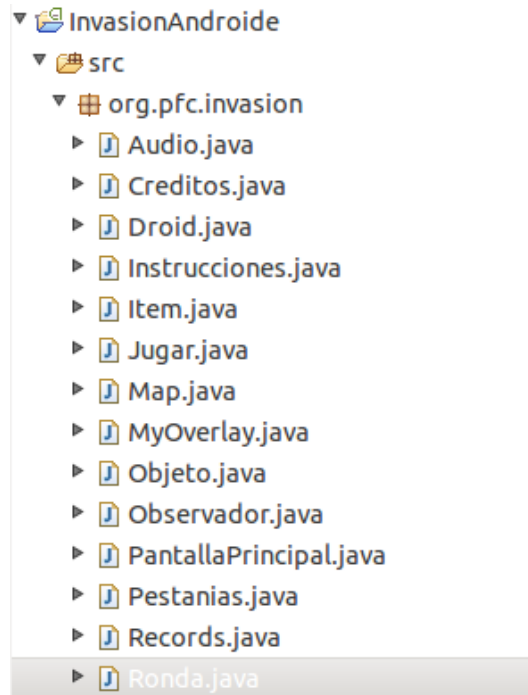 InvasionAndroide
src
org.pfc.invasion
Audio.java
Creditos.java
Droid.java
Instrucciones.java
Item.java
Jugar.java
Map.java
MyOverlay.java
Objeto.java
Observador.java
PantallaPrincipal.java
Pestanias.java
Records.java
Ronda.java